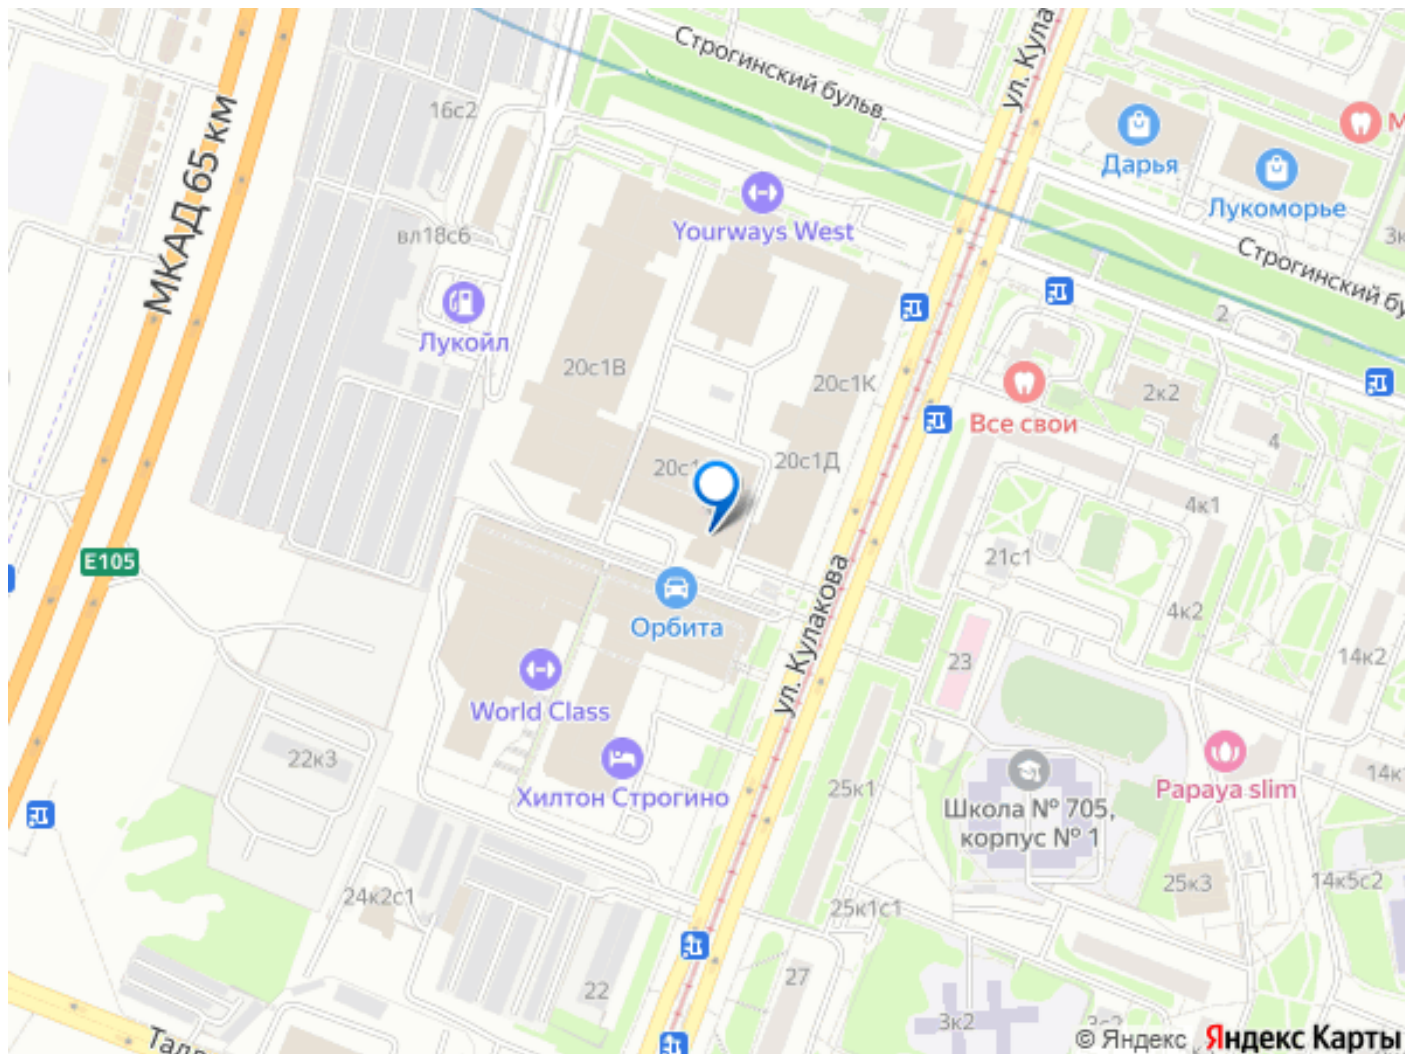 Строгинский бульв.
ул. Кула
16с2
МКАД 65 км
Дарья
Лукоморье
М
3к
Yourways West
вл18с6
Строгинский бу
Лукойл
2
20с1В
20с1К
2к2
Все свои
4
20с1
20с1Д
4к1
E105
21с1
4к2
ул. Кулакова
Орбита
23
14к2
World Class
22к3
Хилтон Строгино
25к1
Школа № 705,
корпус № 1
Papaya slim
14к
24к2с1
25к3
14к5с2
25к1с1
22
27
3к2
Талл
© Яндекс Яндекс Карты